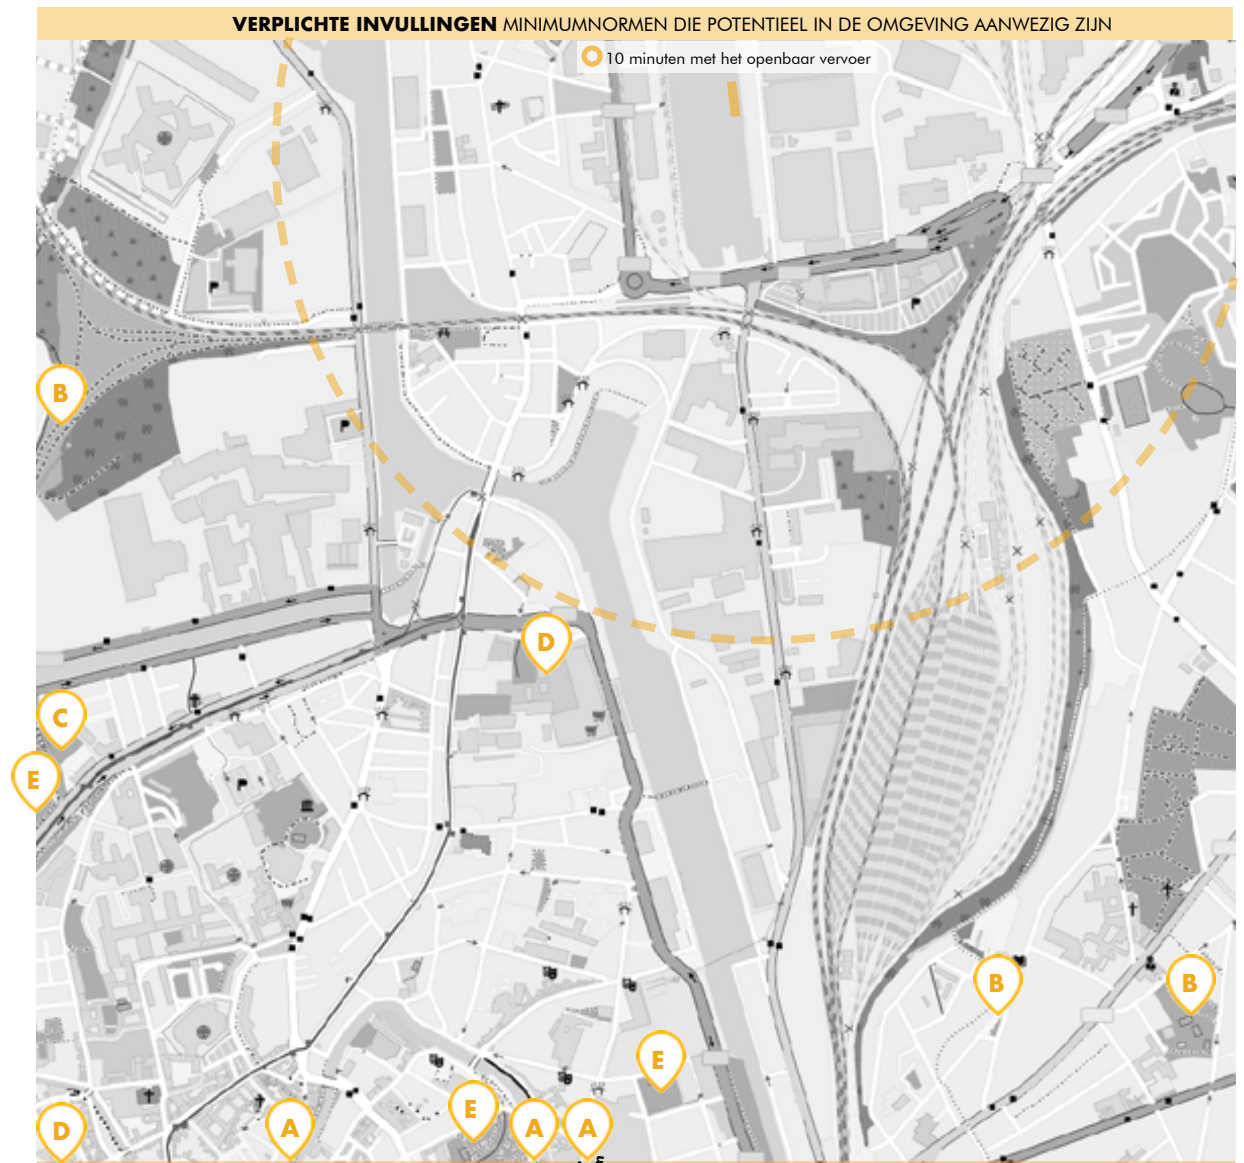 VERPLICHTE INVULLINGEN MINIMUMNORMEN DIE POTENTIEEL IN DE OMGEVING AANWEZIG ZIJN
10 minuten met het openbaar vervoer
P
P
B
P
D
C
E
P
B
B
E
E
D
A
A
A